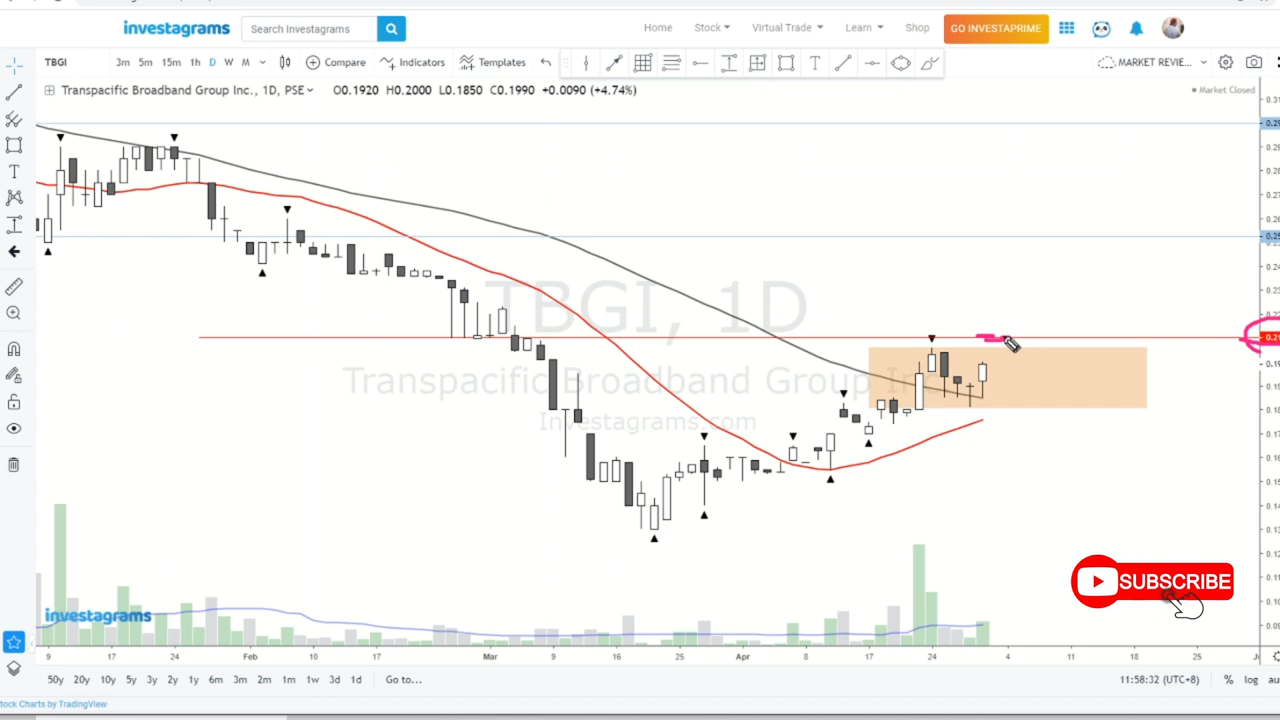 investagrams
Search Instagrams
Home Stock Virtual Trade Learn Shop GO INVESTAPRIME
TBGI 3m 5m 15m 1h D W M Compare Indicators Templates MARKET REVIE...
Transpacific Broadband Group Inc., 1D, PSE O0.1920 H0.2000 L0.1850 C0.1990 +0.0090 (+4.74%)
Market Closed
TBGI, 1D
Transpacific Broadband Group Inc.
Investagrams.com
SUBSCRIBE
investagrams
9 17 24 Feb 10 17 Mar 9 16 25 Apr 8 17 24 4 11 18 25
50y 20y 10y 5y 3y 2y 1y 6m 3m 2m 1m 1w 3d 1d Go to... 11:58:32 (UTC+8) % log
tock Charts by TradingView